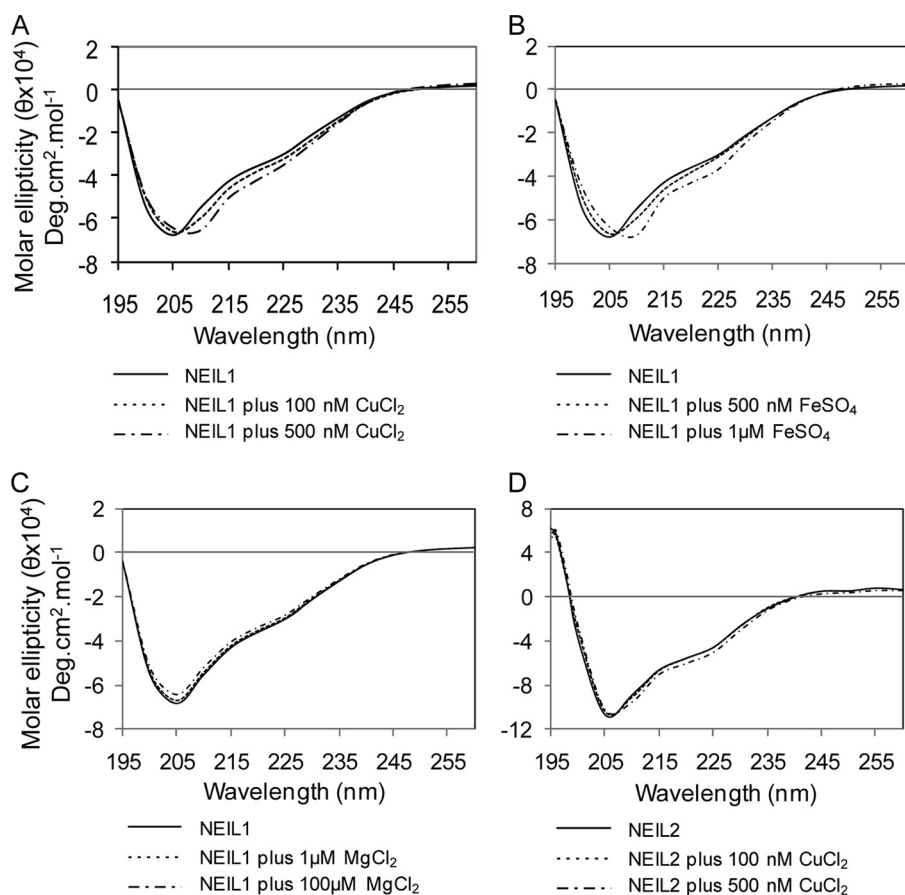 A
Molar ellipticity (θx10⁴)
Deg.cm².mol⁻¹
2
0
-2
-4
-6
-8
195 205 215 225 235 245 255
Wavelength (nm)
NEIL1
NEIL1 plus 100 nM CuCl₂
NEIL1 plus 500 nM CuCl₂
B
2
0
-2
-4
-6
-8
195 205 215 225 235 245 255
Wavelength (nm)
NEIL1
NEIL1 plus 500 nM FeSO₄
NEIL1 plus 1µM FeSO₄
C
Molar ellipticity (θx10⁴)
Deg.cm².mol⁻¹
2
0
-2
-4
-6
-8
195 205 215 225 235 245 255
Wavelength (nm)
NEIL1
NEIL1 plus 1µM MgCl₂
NEIL1 plus 100µM MgCl₂
D
8
4
0
-4
-8
-12
195 205 215 225 235 245 255
Wavelength (nm)
NEIL2
NEIL2 plus 100 nM CuCl₂
NEIL2 plus 500 nM CuCl₂